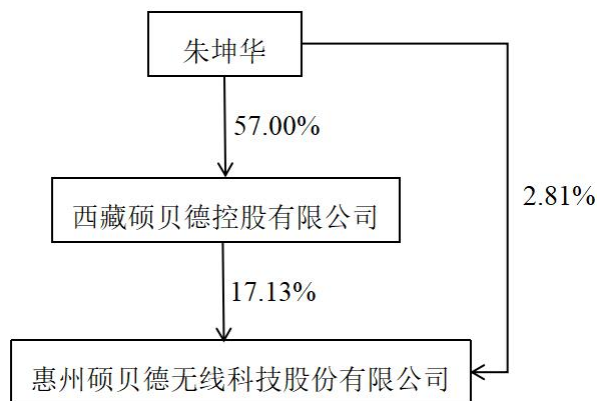 朱坤华
57.00%
2.81%
西藏硕贝德控股有限公司
17.13%
惠州硕贝德无线科技股份有限公司